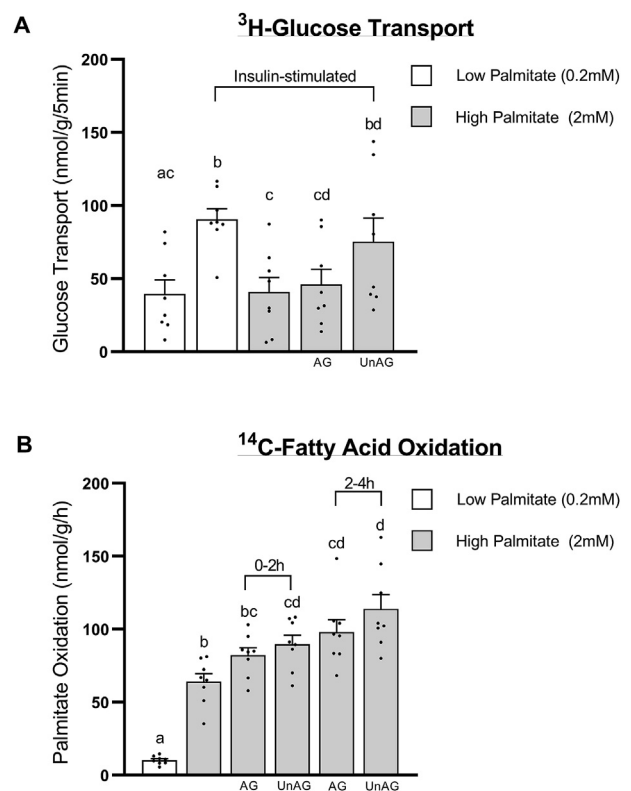 A
³H-Glucose Transport
Glucose Transport (nmol/g/5min)
200
150
100
50
0
Insulin-stimulated
ac
b
c
cd
bd
AG
UnAG
Low Palmitate (0.2mM)
High Palmitate (2mM)
B
¹⁴C-Fatty Acid Oxidation
Palmitate Oxidation (nmol/g/h)
200
150
100
50
0
0-2h
2-4h
a
b
bc
cd
cd
d
AG
UnAG
AG
UnAG
Low Palmitate (0.2mM)
High Palmitate (2mM)